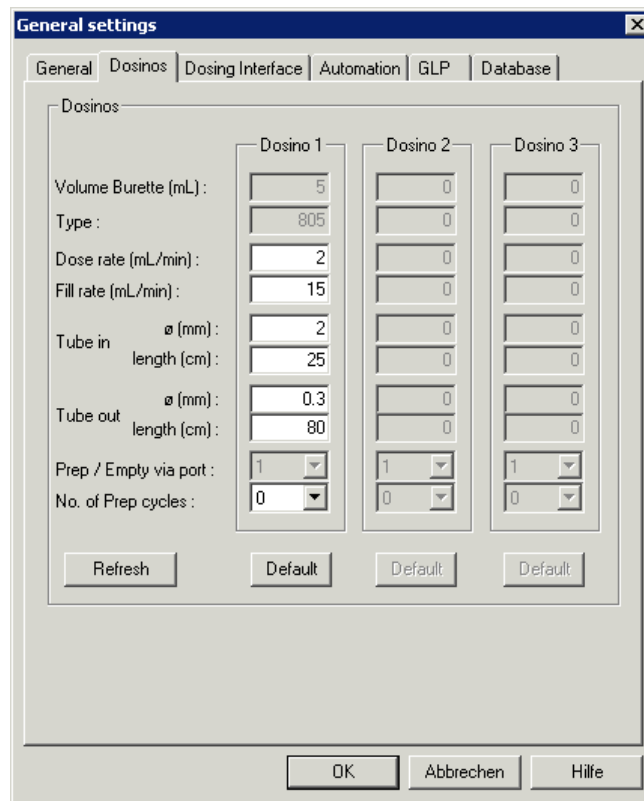 General settings
General Dosinos Dosing Interface Automation GLP Database
Dosinos
Dosino 1 Dosino 2 Dosino 3
Volume Burette (mL) : 5 0 0
Type : 805 0 0
Dose rate (mL/min) : 2 0 0
Fill rate (mL/min) : 15 0 0
Tube in ø (mm) : 2 0 0
length (cm) : 25 0 0
Tube out ø (mm) : 0.3 0 0
length (cm) : 80 0 0
Prep / Empty via port : 1 1 1
No. of Prep cycles : 0 0 0
Refresh Default Default Default
OK Abbrechen Hilfe